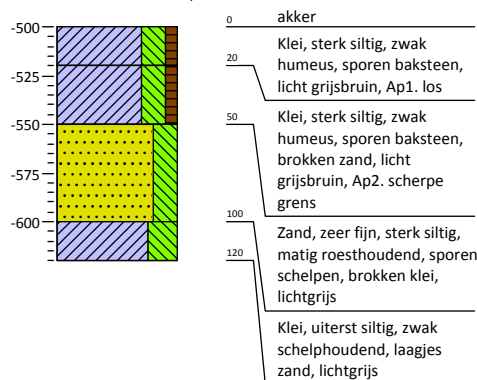 -500
-525
-550
-575
-600
0
akker
20
Klei, sterk siltig, zwak
humeus, sporen baksteen,
licht grijsbruin, Ap1. los
50
Klei, sterk siltig, zwak
humeus, sporen baksteen,
brokken zand, licht
grijsbruin, Ap2. scherpe
grens
100
Zand, zeer fijn, sterk siltig,
matig roesthoudend, sporen
schelpen, brokken klei,
lichtgrijs
120
Klei, uiterst siltig, zwak
schelphoudend, laagjes
zand, lichtgrijs